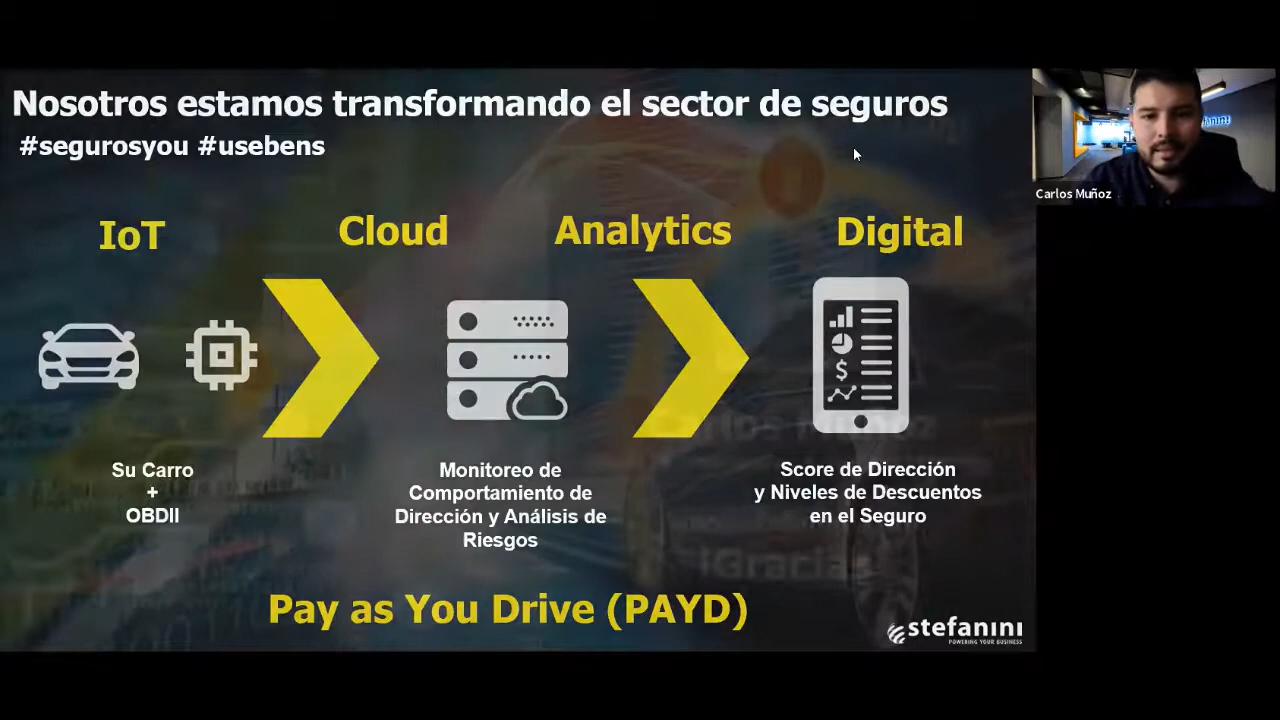 Nosotros estamos transformando el sector de seguros
#segurosyou #usebens
Carlos Muñoz
IoT
Cloud
Analytics
Digital
Su Carro
+
OBDII
Monitoreo de
Comportamiento de
Dirección y Análisis de
Riesgos
Score de Dirección
y Niveles de Descuentos
en el Seguro
¡Gracias
Pay as You Drive (PAYD)
stefanini
POWERING YOUR BUSINESS